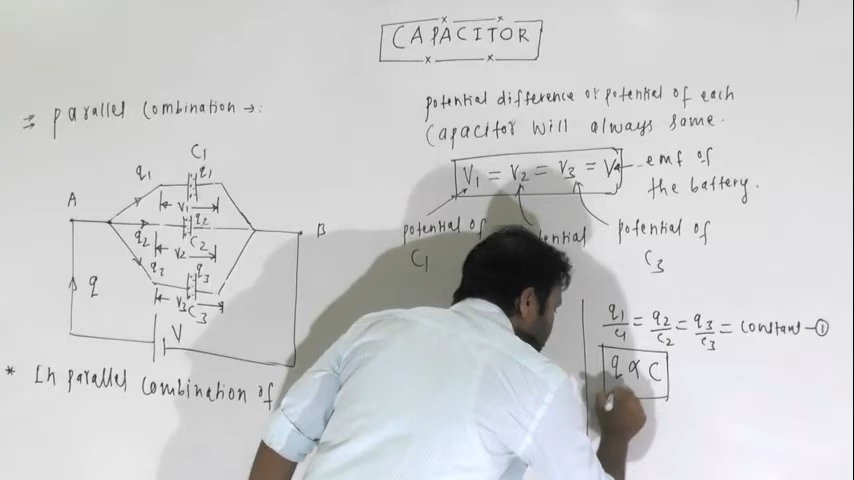 CAPACITOR
⇒ parallel combination →:
potential difference or potential of each
capacitor will always same.
V1 = V2 = V3 = V
emf of
the battery.
potential of
C1
potential of
C3
A
B
q
V
q1
C1
q1
V1
q2
q2
C2
V2
q3
q3
V3
C3
q1/C1 = q2/C2 = q3/C3 = constant - ①
q ∝ C
* In parallel combination of